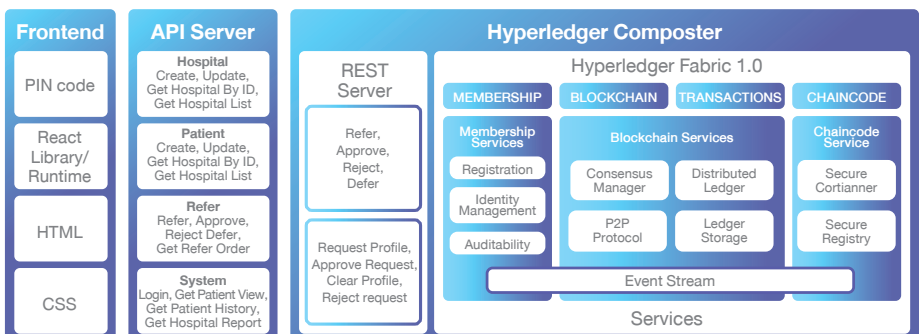 Frontend
PIN code
React
Library/
Runtime
HTML
CSS
API Server
Hospital
Create, Update,
Get Hospital By ID,
Get Hospital List
Patient
Create, Update,
Get Hospital By ID,
Get Hospital List
Refer
Refer, Approve,
Reject Defer,
Get Refer Order
System
Login, Get Patient View,
Get Patient History,
Get Hospital Report
Hyperledger Composter
REST
Server
Refer,
Approve,
Reject,
Defer
Request Profile,
Approve Request,
Clear Profile,
Reject request
Hyperledger Fabric 1.0
MEMBERSHIP
BLOCKCHAIN
TRANSACTIONS
CHAINCODE
Membership
Services
Registration
Identity
Management
Auditability
Blockchain Services
Consensus
Manager
Distributed
Ledger
P2P
Protocol
Ledger
Storage
Chaincode
Service
Secure
Cortianner
Secure
Registry
Event Stream
Services